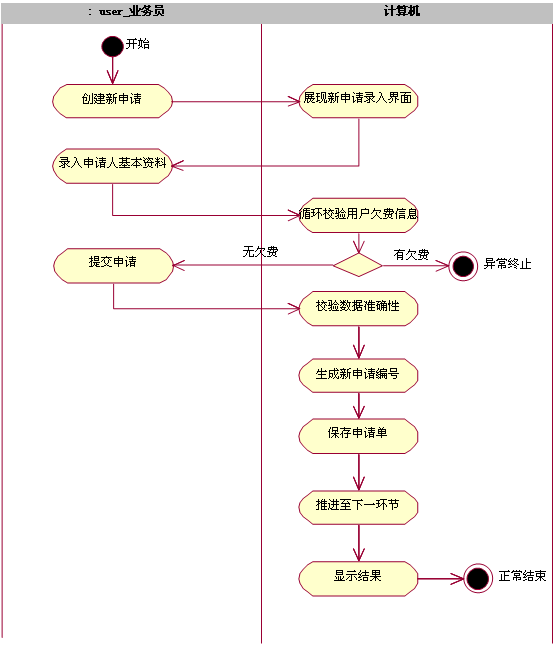 : user_业务员
计算机
开始
创建新申请
展现新申请录入界面
录入申请人基本资料
循环校验用户欠费信息
无欠费
有欠费
提交申请
异常终止
校验数据准确性
生成新申请编号
保存申请单
推进至下一环节
显示结果
正常结束